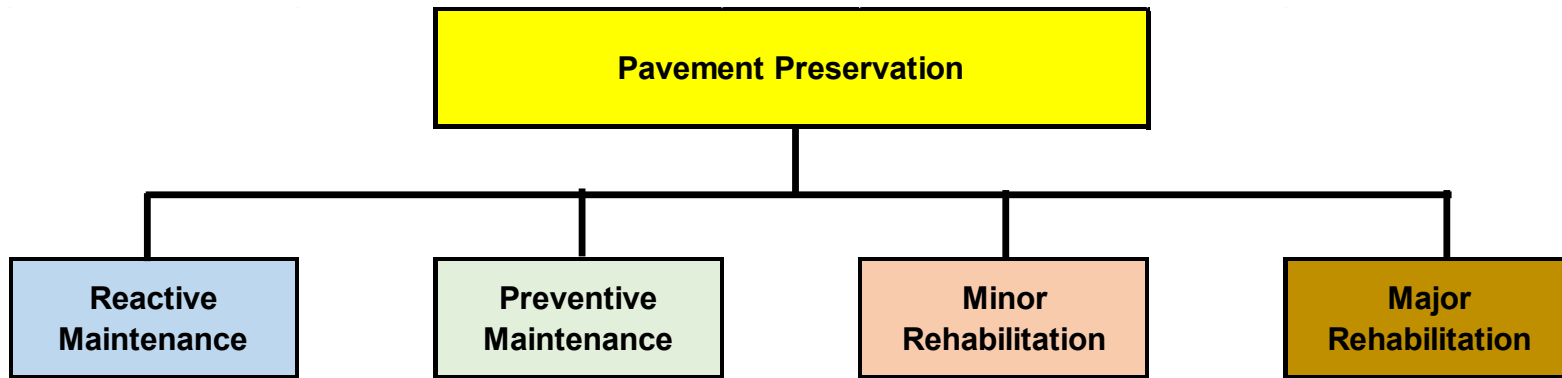 Pavement Preservation
Reactive
Maintenance
Preventive
Maintenance
Minor
Rehabilitation
Major
Rehabilitation